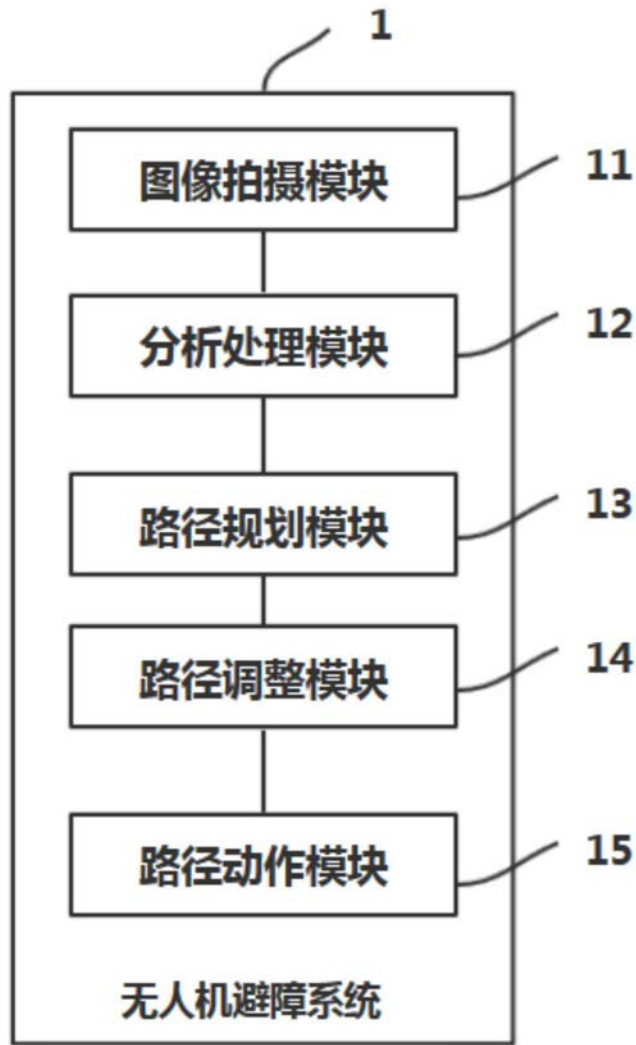 1
图像拍摄模块
11
分析处理模块
12
路径规划模块
13
路径调整模块
14
路径动作模块
15
无人机避障系统